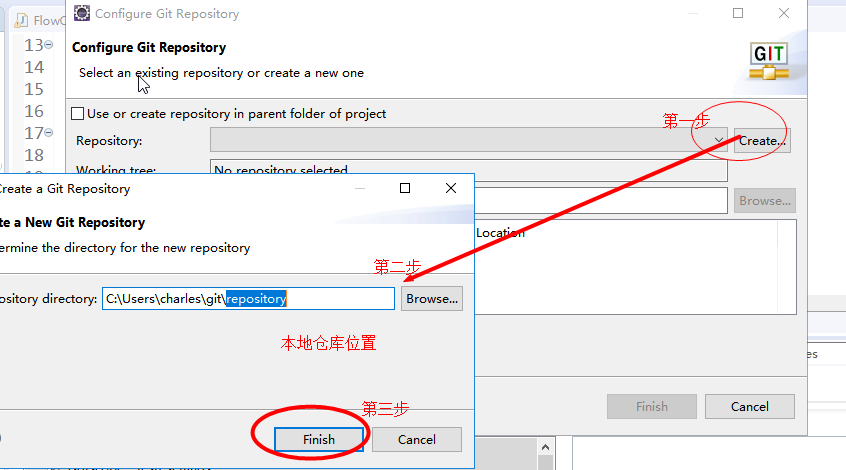 FlowC
Configure Git Repository
13
14
15
16
17
18
Configure Git Repository
Select an existing repository or create a new one
GIT
Use or create repository in parent folder of project
第一步
Repository:
Create...
Working tree:
No repository selected
Browse...
Location
Create a Git Repository
te a New Git Repository
ermine the directory for the new repository
第二步
ository directory:
C:\Users\charles\git\repository
Browse...
本地仓库位置
es
第三步
Finish
Cancel
Finish
Cancel